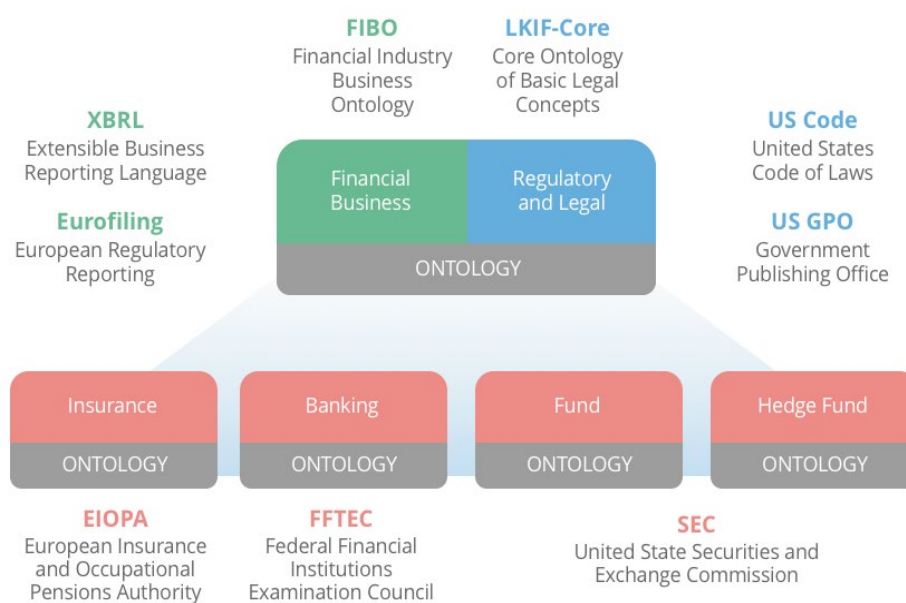 FIBO
Financial Industry
Business
Ontology
LKIF-Core
Core Ontology
of Basic Legal
Concepts
XBRL
Extensible Business
Reporting Language
Eurofiling
European Regulatory
Reporting
Financial
Business
Regulatory
and Legal
ONTOLOGY
US Code
United States
Code of Laws
US GPO
Government
Publishing Office
Insurance
ONTOLOGY
Banking
ONTOLOGY
Fund
ONTOLOGY
Hedge Fund
ONTOLOGY
EIOPA
European Insurance
and Occupational
Pensions Authority
FFTEC
Federal Financial
Institutions
Examination Council
SEC
United State Securities and
Exchange Commission